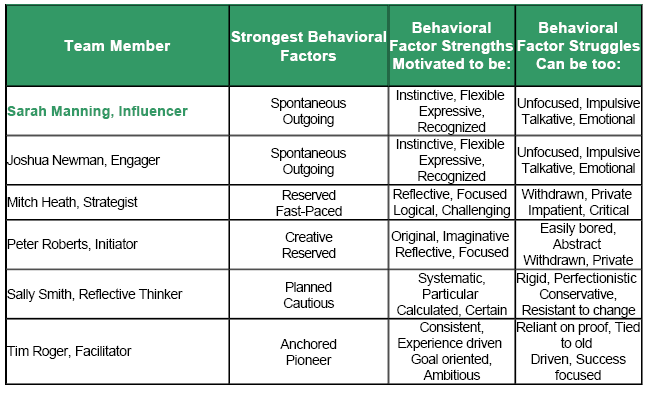 Team Member
Strongest Behavioral
Factors
Behavioral
Factor Strengths
Motivated to be:
Behavioral
Factor Struggles
Can be too:
Sarah Manning, Influencer
Spontaneous
Outgoing
Instinctive, Flexible
Expressive,
Recognized
Unfocused, Impulsive
Talkative, Emotional
Joshua Newman, Engager
Spontaneous
Outgoing
Instinctive, Flexible
Expressive,
Recognized
Unfocused, Impulsive
Talkative, Emotional
Mitch Heath, Strategist
Reserved
Fast-Paced
Reflective, Focused
Logical, Challenging
Withdrawn, Private
Impatient, Critical
Peter Roberts, Initiator
Creative
Reserved
Original, Imaginative
Reflective, Focused
Easily bored,
Abstract
Withdrawn, Private
Sally Smith, Reflective Thinker
Planned
Cautious
Systematic,
Particular
Calculated, Certain
Rigid, Perfectionistic
Conservative,
Resistant to change
Tim Roger, Facilitator
Anchored
Pioneer
Consistent,
Experience driven
Goal oriented,
Ambitious
Reliant on proof, Tied
to old
Driven, Success
focused